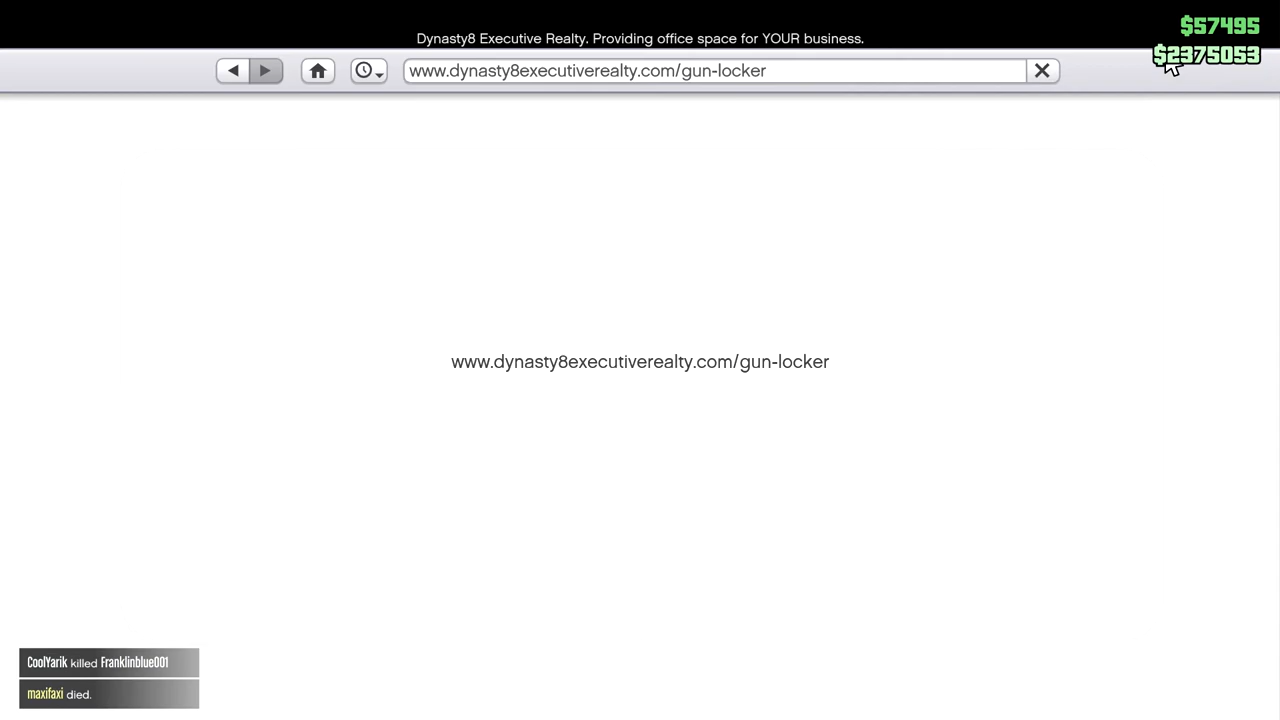 $57495
Dynasty8 Executive Realty. Providing office space for YOUR business.
$2375053
www.dynasty8executiverealty.com/gun-locker
www.dynasty8executiverealty.com/gun-locker
CoolYarik killed Franklinblue001
maxifaxi died.